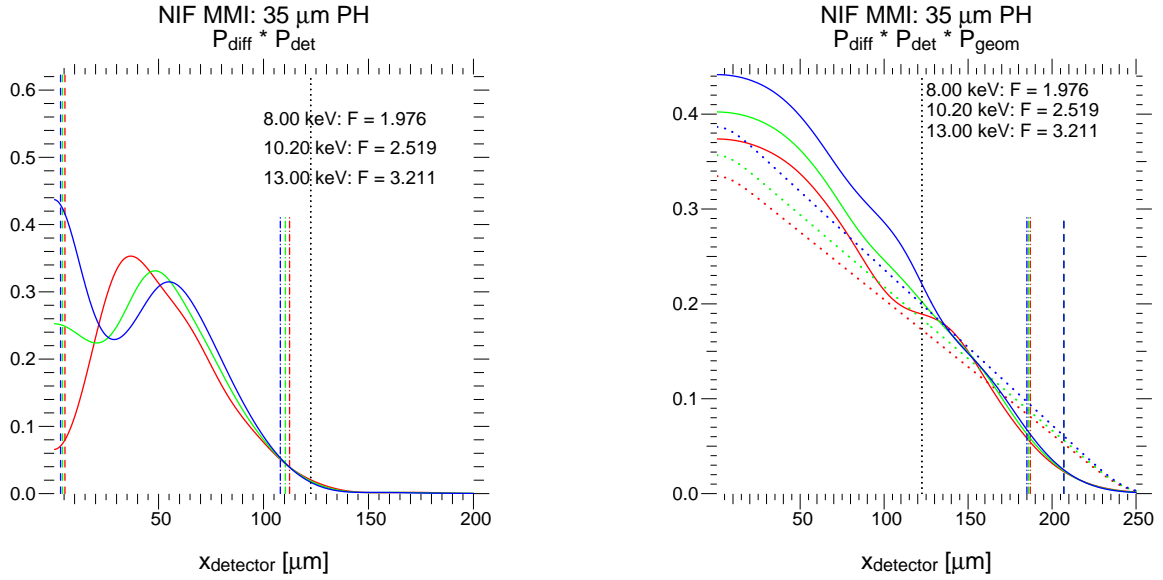 NIF MMI: 35 μm PH
P_diff * P_det
0.6
0.5
0.4
0.3
0.2
0.1
0.0
8.00 keV: F = 1.976
10.20 keV: F = 2.519
13.00 keV: F = 3.211
50
100
150
200
x_detector [μm]
NIF MMI: 35 μm PH
P_diff * P_det * P_geom
0.4
0.3
0.2
0.1
0.0
8.00 keV: F = 1.976
10.20 keV: F = 2.519
13.00 keV: F = 3.211
50
100
150
200
250
x_detector [μm]